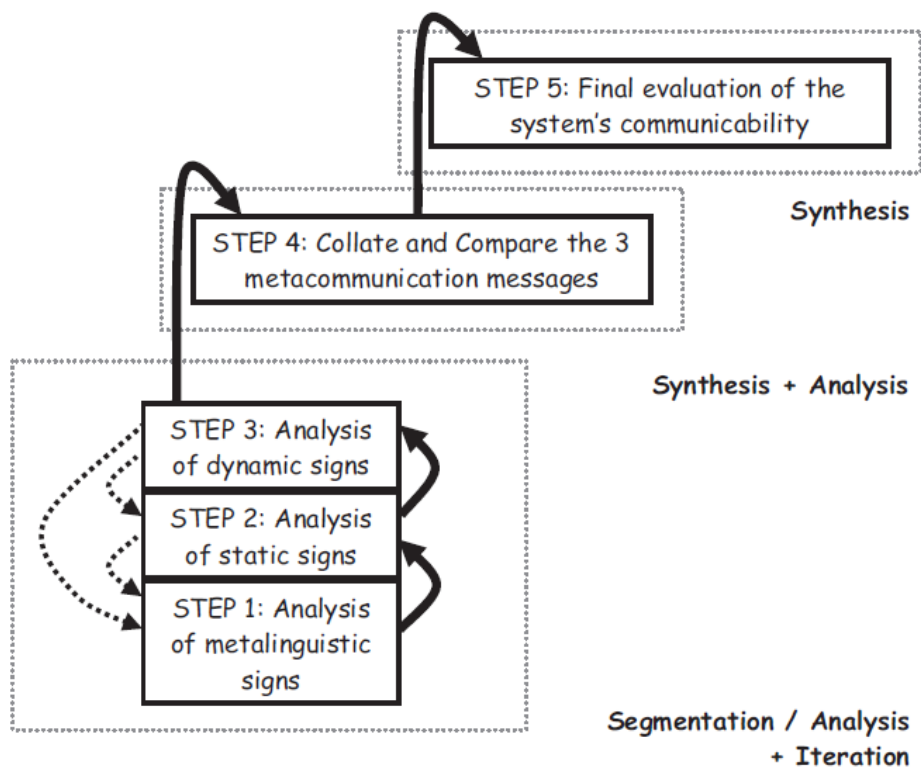 STEP 5: Final evaluation of the
system's communicability
Synthesis
STEP 4: Collate and Compare the 3
metacommunication messages
Synthesis + Analysis
STEP 3: Analysis
of dynamic signs
STEP 2: Analysis
of static signs
STEP 1: Analysis
of metalinguistic
signs
Segmentation / Analysis
+ Iteration